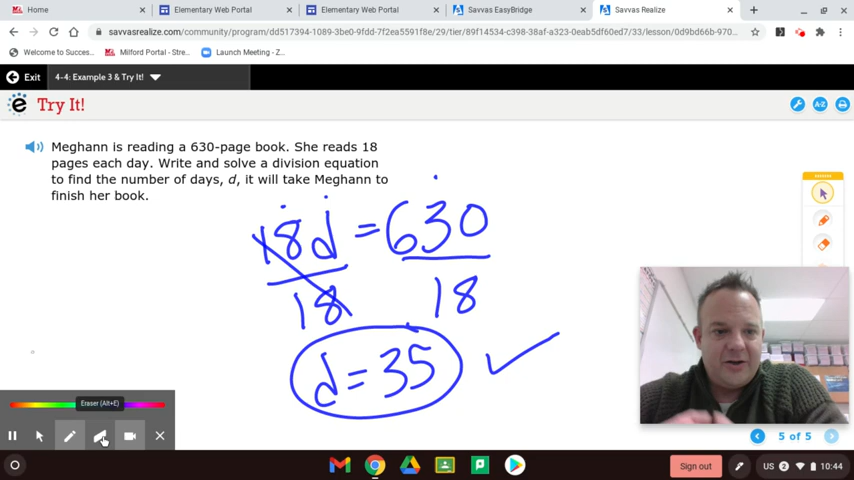 Home
Elementary Web Portal
Elementary Web Portal
Savvas EasyBridge
Savvas Realize
savvasrealize.com/community/program/dd517394-1089-3be0-9fdd-7f2ea5591f8e/29/tier/89f14534-c398-38af-a323-0eab5df60ed7/33/lesson/0d9bd66b-970...
Welcome to Succes...
Milford Portal - Stre...
Launch Meeting - Z...
Exit
4-4: Example 3 & Try It!
e Try It!
A-Z
Meghann is reading a 630-page book. She reads 18
pages each day. Write and solve a division equation
to find the number of days, d, it will take Meghann to
finish her book.
18d = 630
18 18
d = 35
Eraser (Alt+E)
5 of 5
Sign out
US 2 10:44